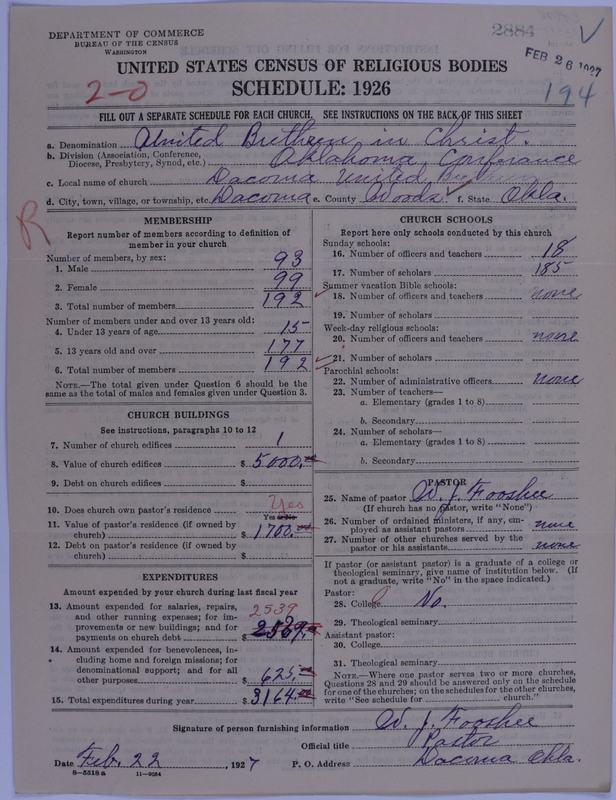 DEPARTMENT OF COMMERCE
BUREAU OF THE CENSUS
WASHINGTON
2884
FEB 26 1927
UNITED STATES CENSUS OF RELIGIOUS BODIES
SCHEDULE: 1926
2-0
194
FILL OUT A SEPARATE SCHEDULE FOR EACH CHURCH. SEE INSTRUCTIONS ON THE BACK OF THIS SHEET
a. Denomination United Brethren in Christ.
b. Division (Association, Conference, Diocese, Presbytery, Synod, etc.) Oklahoma Conferance
c. Local name of church Dacoma United
d. City, town, village, or township, etc. Dacoma e. County Woods f. State Okla.
R
MEMBERSHIP
Report number of members according to definition of
member in your church
Number of members, by sex:
1. Male 93
2. Female 99
3. Total number of members 192
Number of members under and over 13 years old:
4. Under 13 years of age 15
5. 13 years old and over 177
6. Total number of members 192
NOTE.—The total given under Question 6 should be
same as the total of males and females given under Question 3.
CHURCH BUILDINGS
See instructions, paragraphs 10 to 12
7. Number of church edifices 1
8. Value of church edifices $ 5000.
9. Debt on church edifices $
10. Does church own pastor's residence Yes
Yes or No
11. Value of pastor's residence (if owned by
church) $ 1700.
12. Debt on pastor's residence (if owned by
church) $
EXPENDITURES
Amount expended by your church during last fiscal year
13. Amount expended for salaries, repairs, 2539
and other running expenses; for im-
provements or new buildings; and for
payments on church debt $ 2539.
14. Amount expended for benevolences, in-
cluding home and foreign missions; for
denominational support; and for all
other purposes $ 625.
15. Total expenditures during year $ 3164.
CHURCH SCHOOLS
Report here only schools conducted by this church
Sunday schools:
16. Number of officers and teachers 18
17. Number of scholars 185
Summer vacation Bible schools:
18. Number of officers and teachers none
19. Number of scholars
Week-day religious schools:
20. Number of officers and teachers none
21. Number of scholars
Parochial schools:
22. Number of administrative officers none
23. Number of teachers—
a. Elementary (grades 1 to 8)
b. Secondary
24. Number of scholars—
a. Elementary (grades 1 to 8)
b. Secondary
PASTOR
25. Name of pastor W. J. Fooshee
(If church has no pastor, write "None")
26. Number of ordained ministers, if any, em-
ployed as assistant pastors none
27. Number of other churches served by the
pastor or his assistants none
If pastor (or assistant pastor) is a graduate of a college or
theological seminary, give name of institution below. (If
not a graduate, write "No" in the space indicated.)
Pastor:
28. College No.
29. Theological seminary
Assistant pastor:
30. College
31. Theological seminary
NOTE.—Where one pastor serves two or more churches,
Questions 28 and 29 should be answered only on the schedule
for one of the churches; on the schedules for the other churches,
write "See schedule for church."
Signature of person furnishing information W. J. Fooshee
Official title Pastor
Date Feb. 22, 1927 P. O. Address Dacoma Okla.
8-5518 a 11-9084